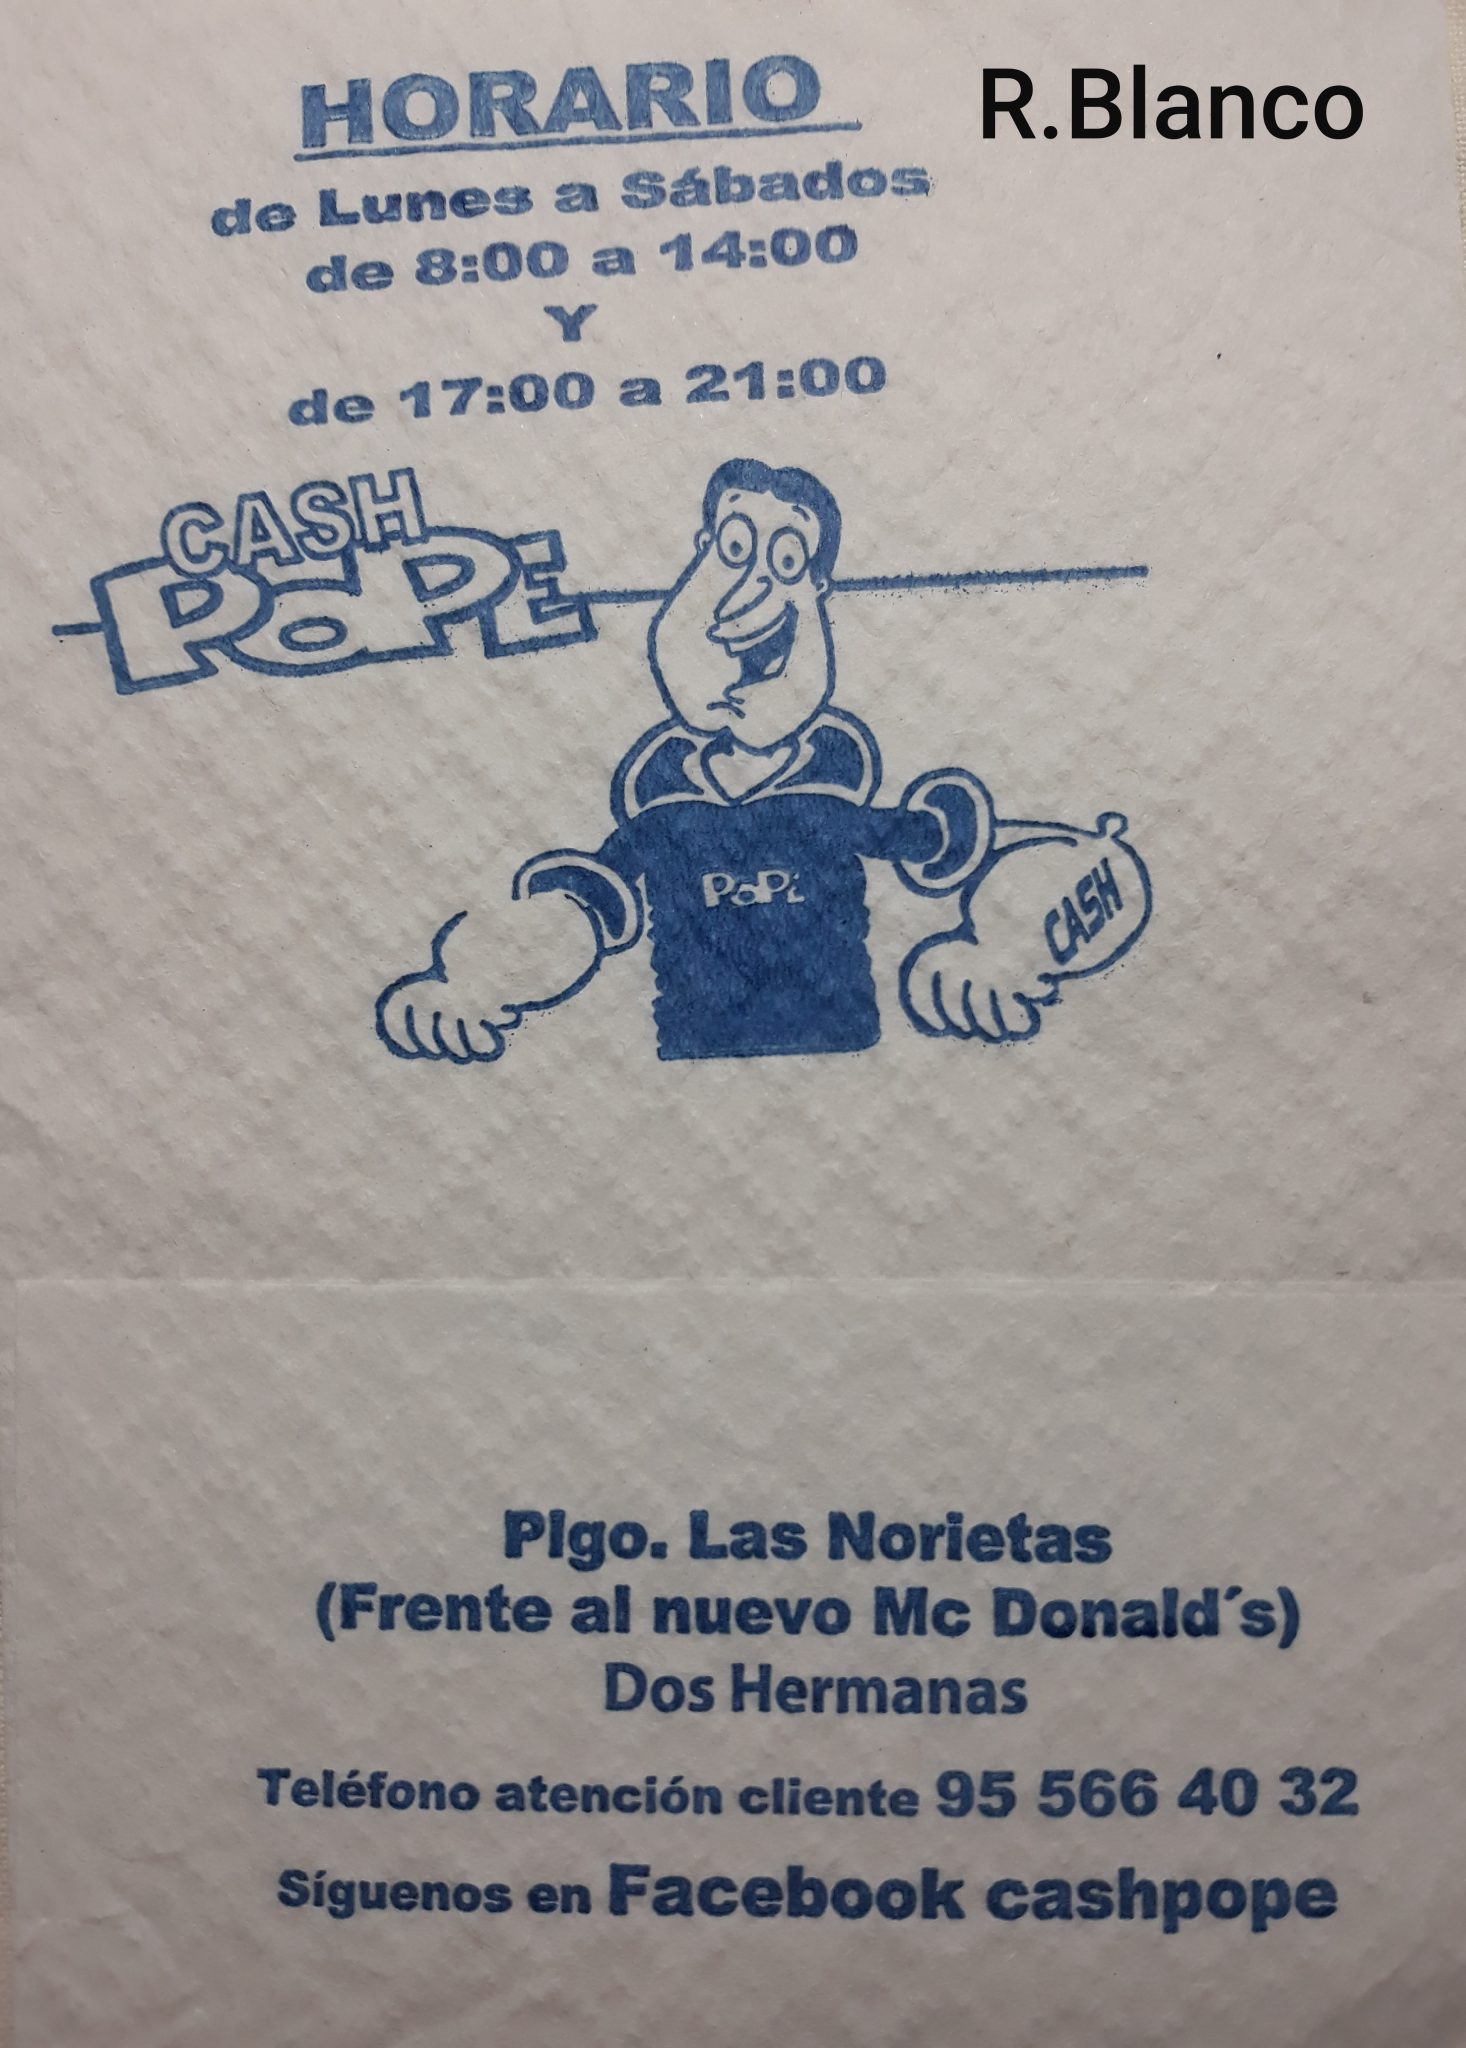 HORARIO
R.Blanco
de Lunes a Sábados
de 8:00 a 14:00
Y
de 17:00 a 21:00
CASH
POPE
POPE
CASH
Plgo. Las Norietas
(Frente al nuevo Mc Donald´s)
Dos Hermanas
Teléfono atención cliente 95 566 40 32
Síguenos en Facebook cashpope